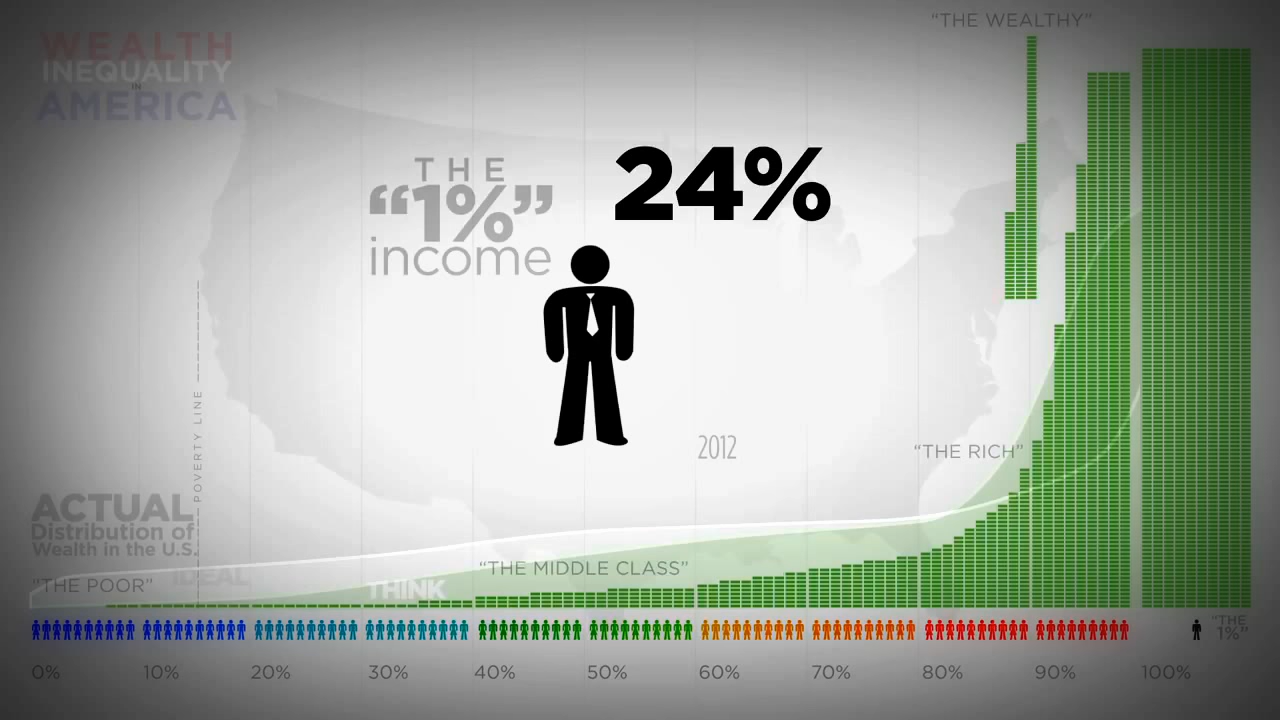 "THE WEALTHY"
WEALTH
INEQUALITY
IN
AMERICA
THE
“1%”
income
24%
POVERTY LINE
2012
"THE RICH"
ACTUAL
Distribution of
Wealth in the U.S.
"THE POOR"
IDEAL
THINK
"THE MIDDLE CLASS"
"THE
1%"
0% 10% 20% 30% 40% 50% 60% 70% 80% 90% 100%